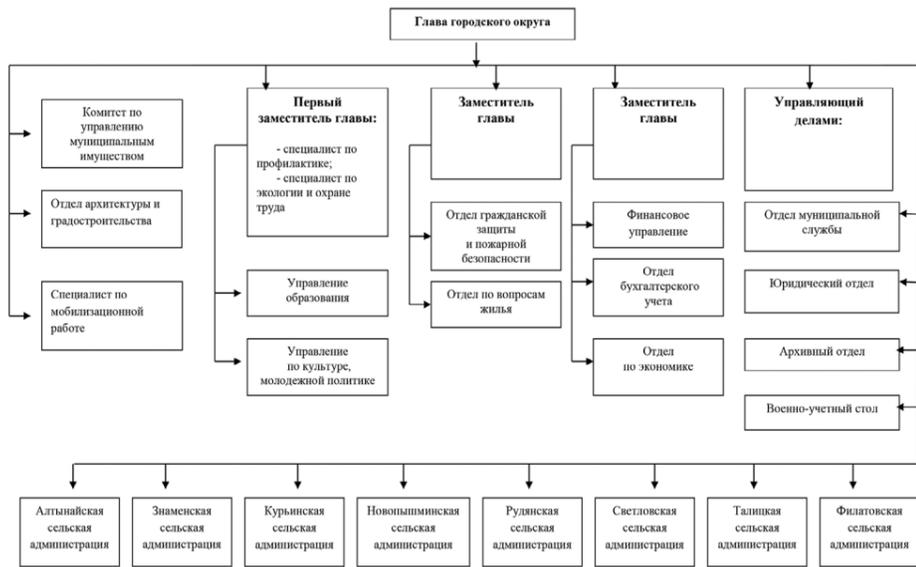 Глава городского округа
Комитет по
управлению
муниципальным
имуществом
Отдел архитектуры и
градостроительства
Специалист по
мобилизационной
работе
Первый
заместитель главы:
- специалист по
профилактике;
- специалист по
экологии и охране
труда
Управление
образования
Управление
по культуре,
молодежной политике
Заместитель
главы
Отдел гражданской
защиты
и пожарной
безопасности
Отдел по вопросам
жилья
Заместитель
главы
Финансовое
управление
Отдел
бухгалтерского
учета
Отдел
по экономике
Управляющий
делами:
Отдел муниципальной
службы
Юридический отдел
Архивный отдел
Военно-учетный стол
Алтынайская
сельская
администрация
Знаменская
сельская
администрация
Курьинская
сельская
администрация
Новопышминская
сельская
администрация
Рудянская
сельская
администрация
Светловская
сельская
администрация
Талицкая
сельская
администрация
Филатовская
сельская
администрация